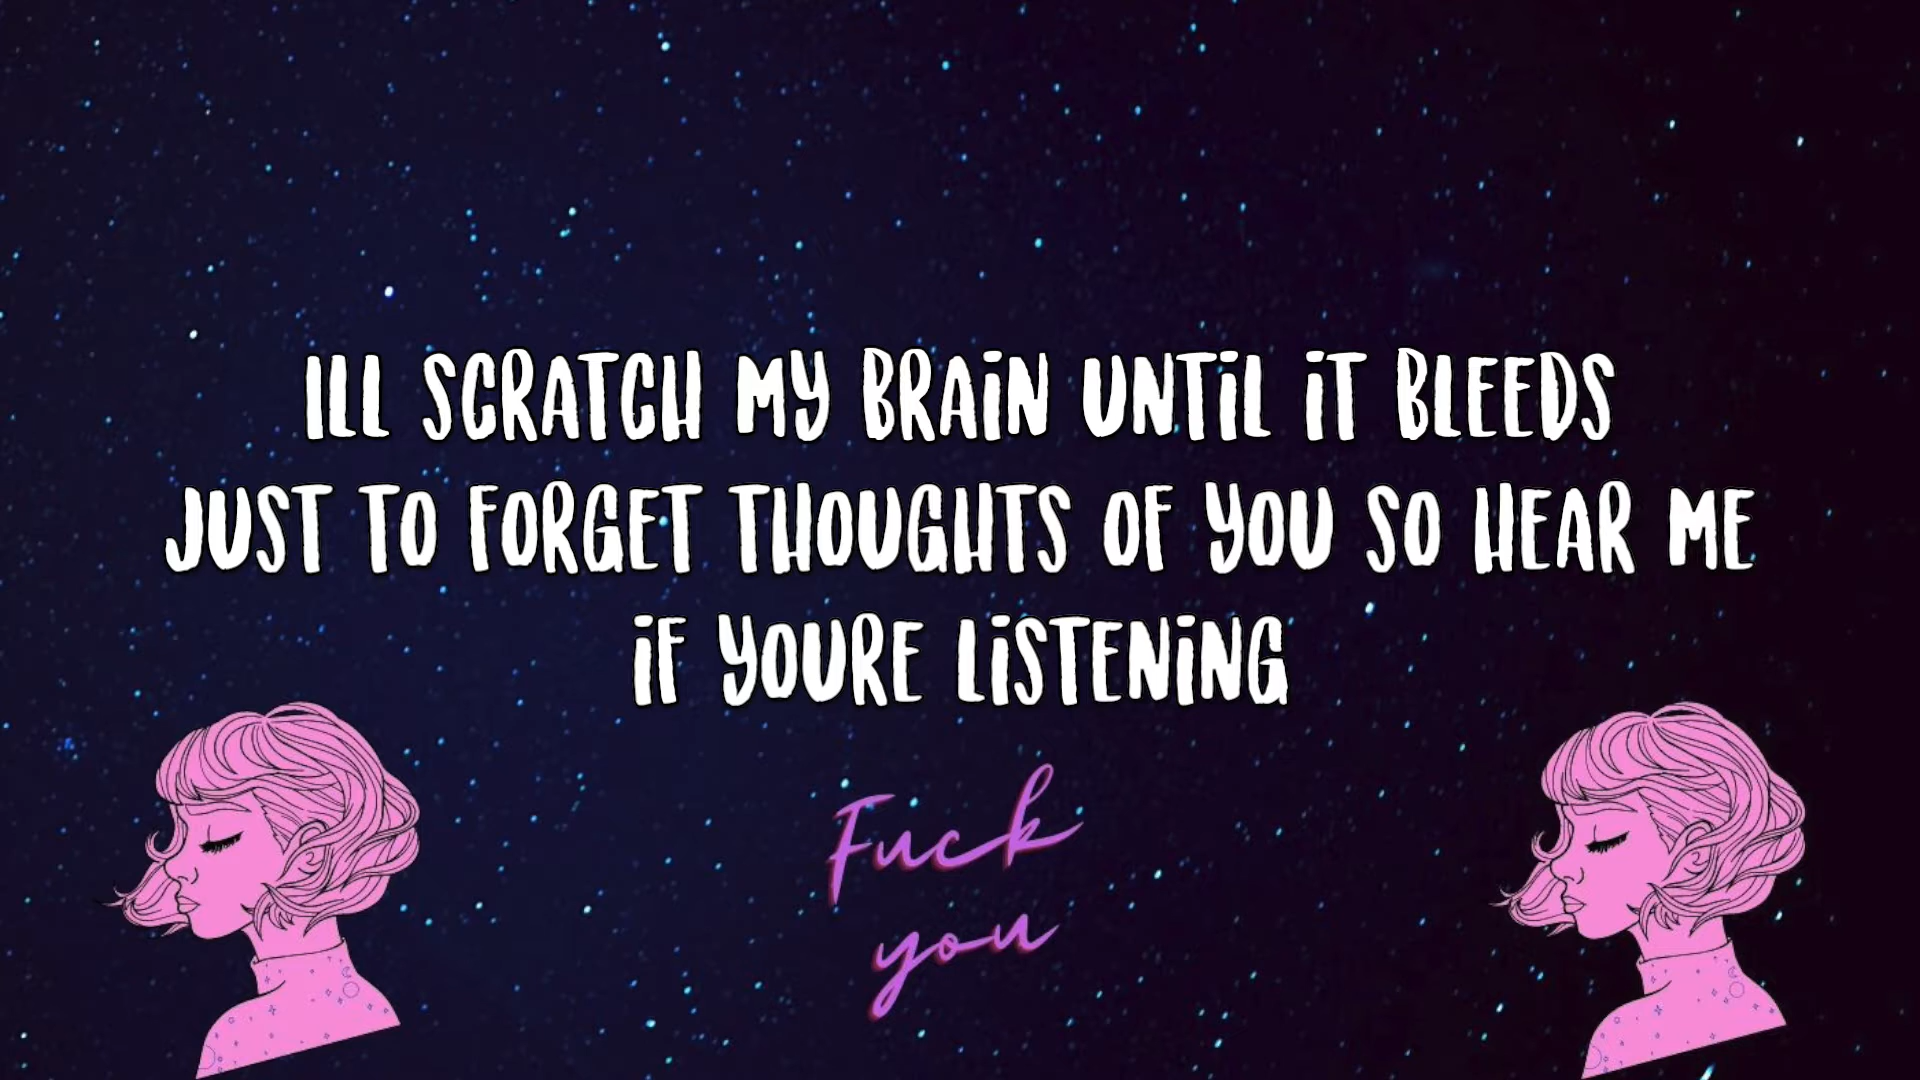 ILL SCRATCH MY BRAIN UNTIL IT BLEEDS
JUST TO FORGET THOUGHTS OF YOU SO HEAR ME
IF YOURE LISTENING
Fuck
you